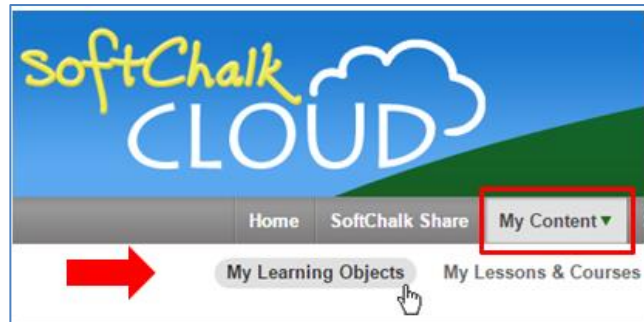 SoftChalk
CLOUD
Home SoftChalk Share My Content ▼
My Learning Objects My Lessons & Courses